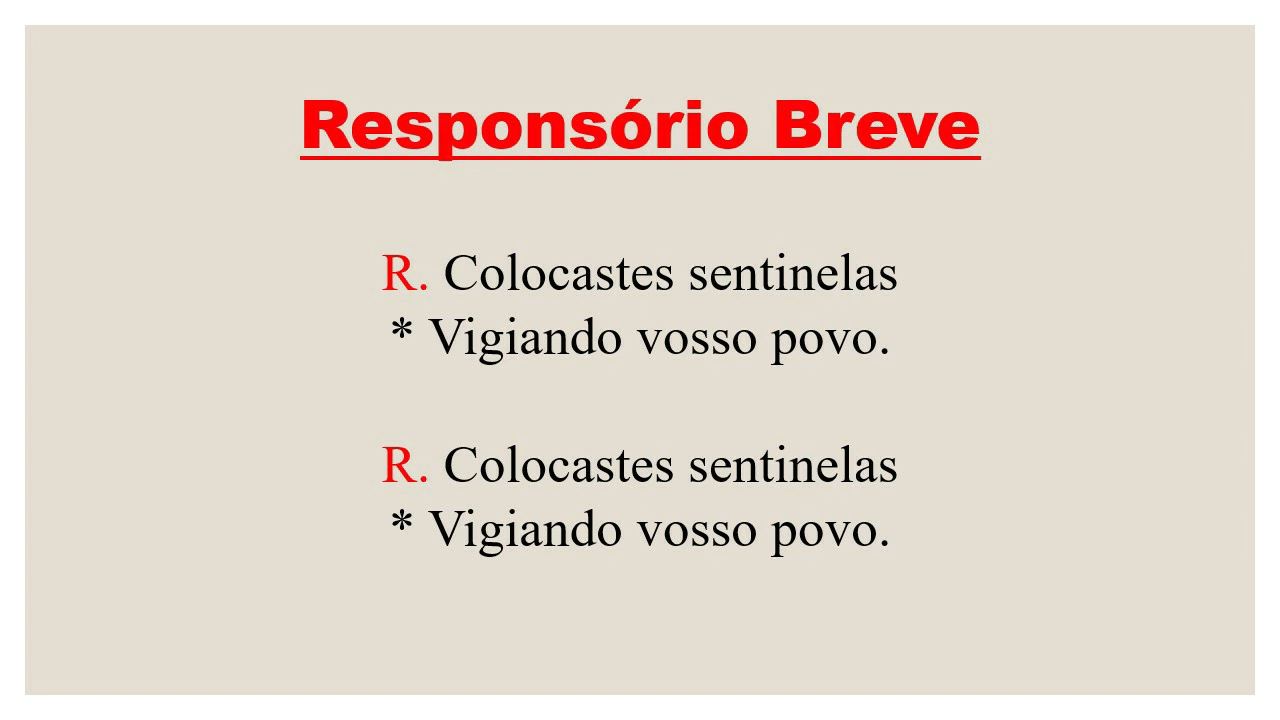 Responsório Breve
R. Colocastes sentinelas
* Vigiando vosso povo.
R. Colocastes sentinelas
* Vigiando vosso povo.